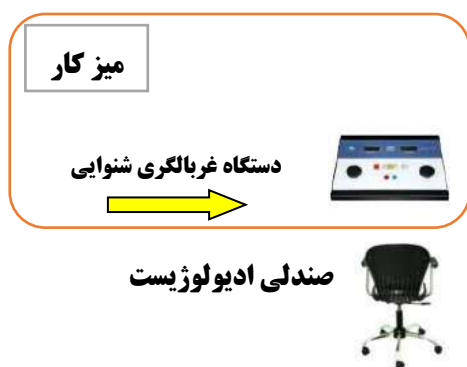 میز کار
دستگاه غربالگری شنوایی
صندلی ادیولوژیست